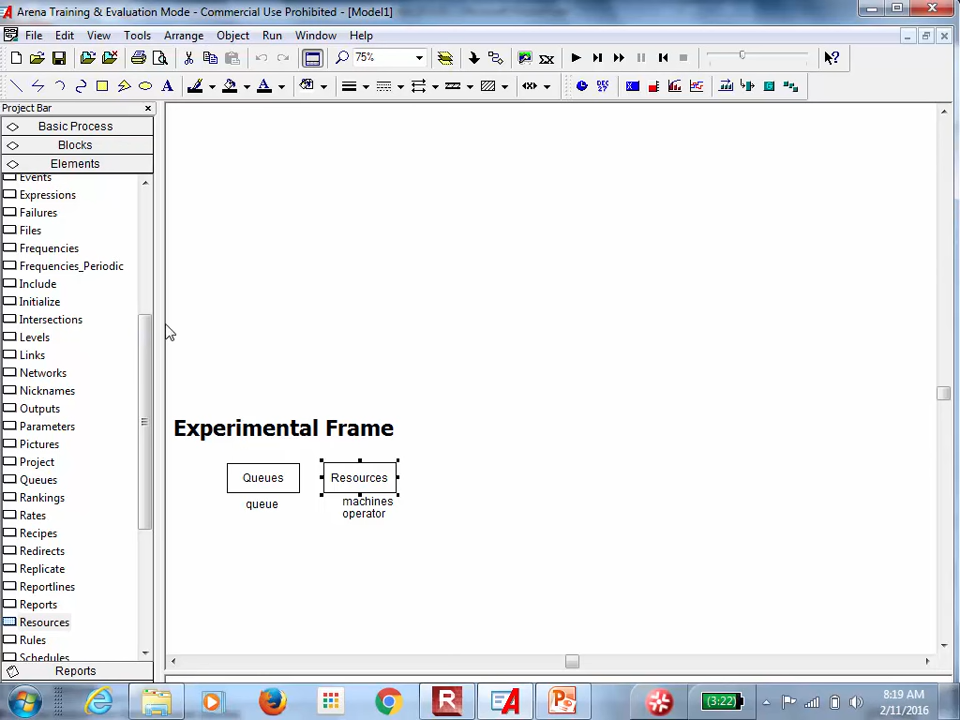 Arena Training & Evaluation Mode - Commercial Use Prohibited - [Model1]
File Edit View Tools Arrange Object Run Window Help
75%
Project Bar
Basic Process
Blocks
Elements
Events
Expressions
Failures
Files
Frequencies
Frequencies_Periodic
Include
Initialize
Intersections
Levels
Links
Networks
Nicknames
Outputs
Parameters
Pictures
Project
Queues
Rankings
Rates
Recipes
Redirects
Replicate
Reportlines
Reports
Resources
Rules
Schedules
Reports
Experimental Frame
Queues
queue
Resources
machines
operator
(3:22)
8:19 AM
2/11/2016